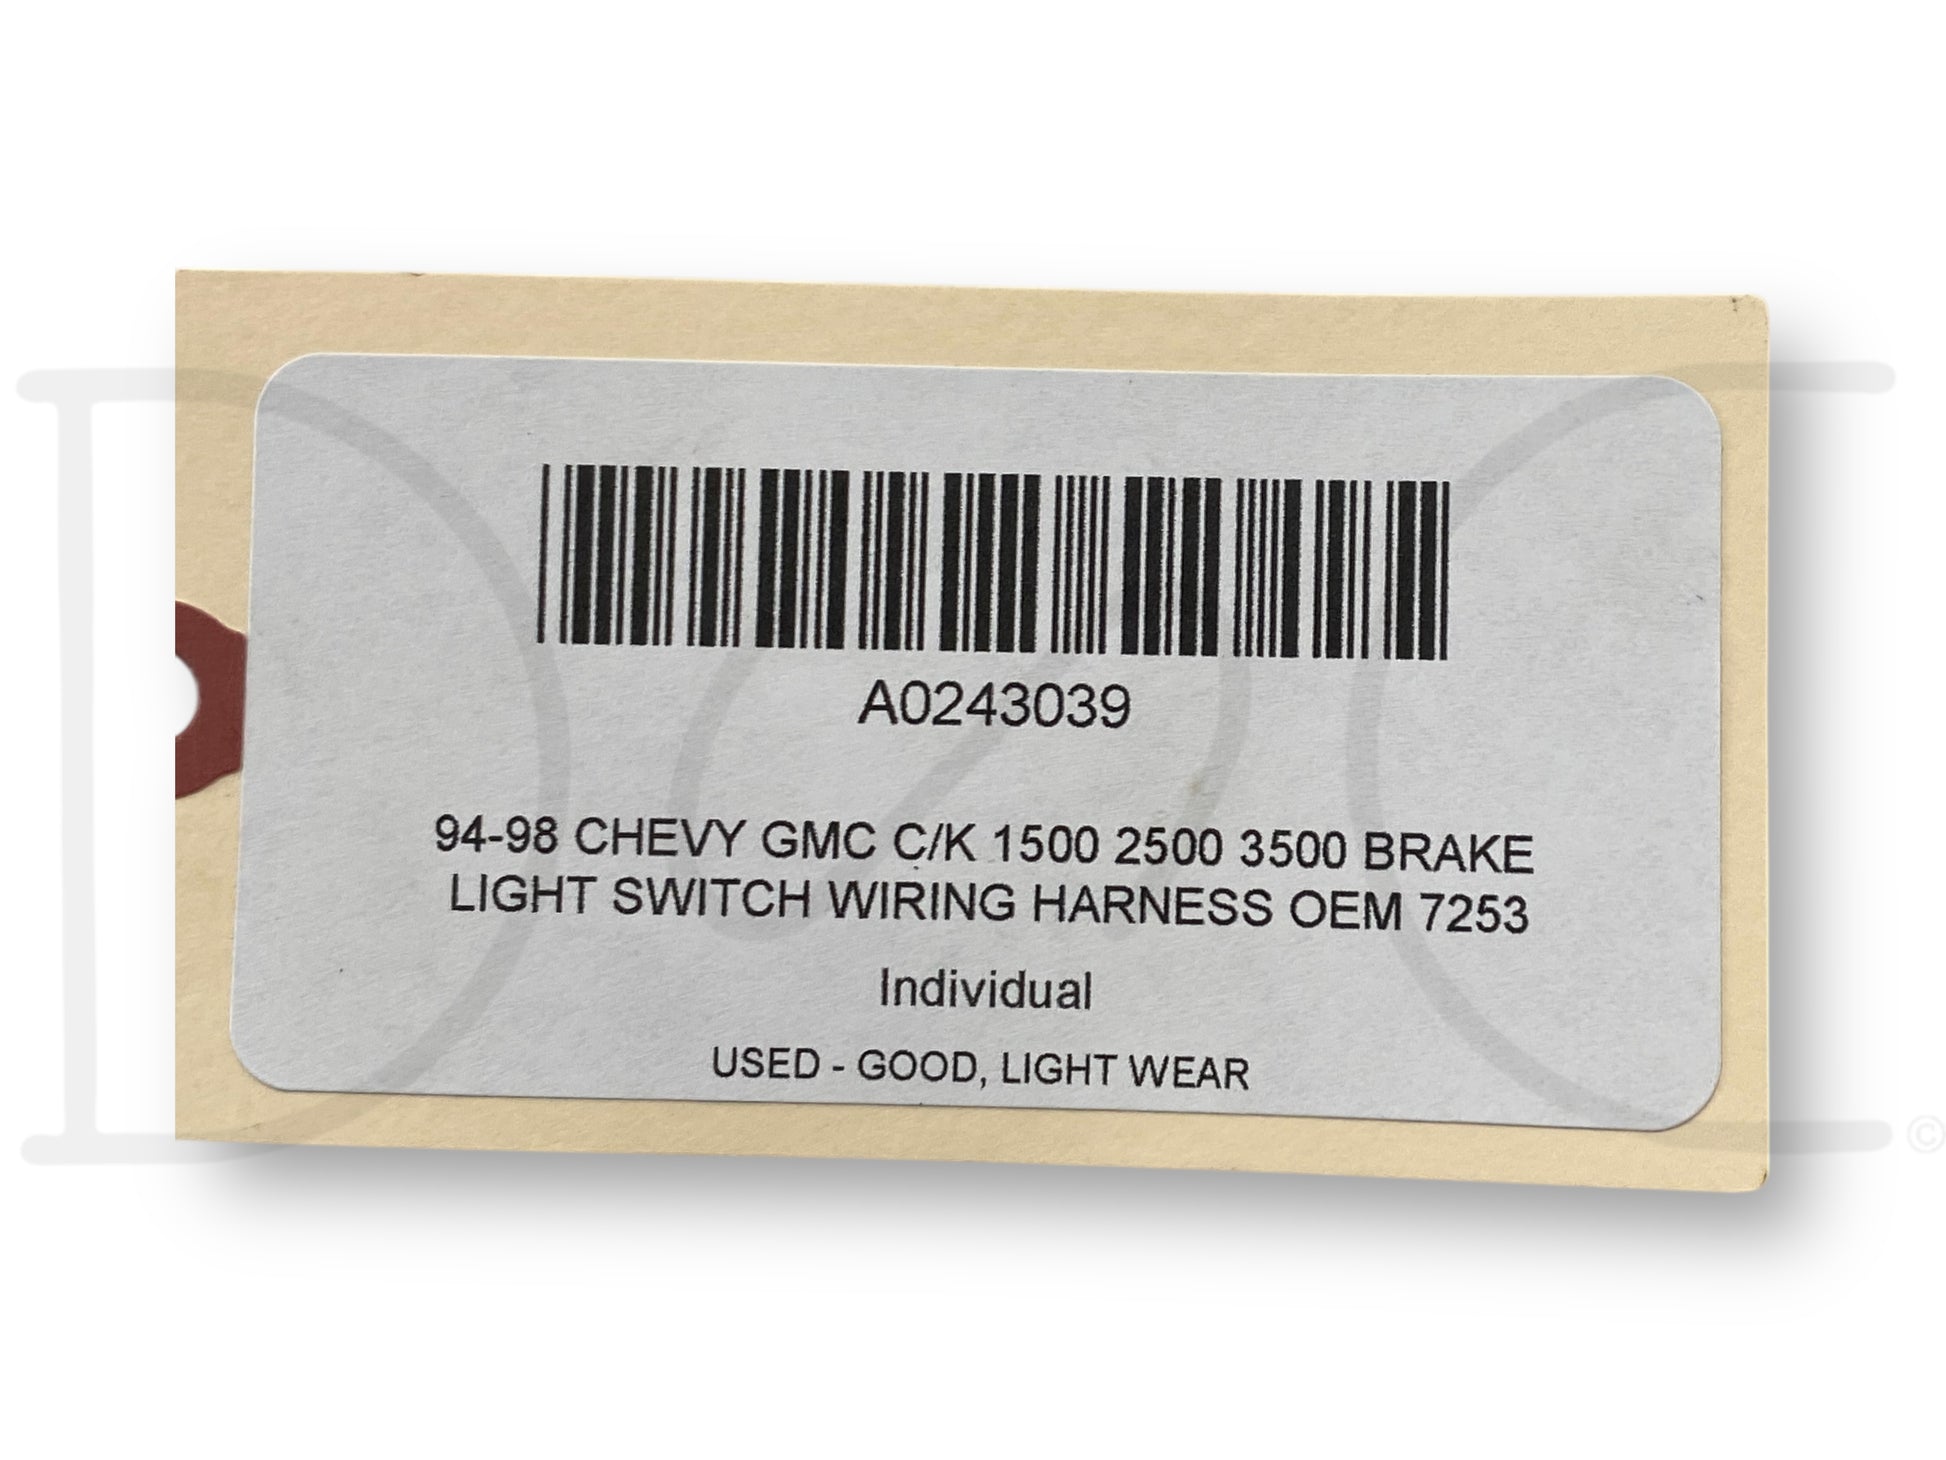 A0243039
94-98 CHEVY GMC C/K 1500 2500 3500 BRAKE
LIGHT SWITCH WIRING HARNESS OEM 7253
Individual
USED - GOOD, LIGHT WEAR
©